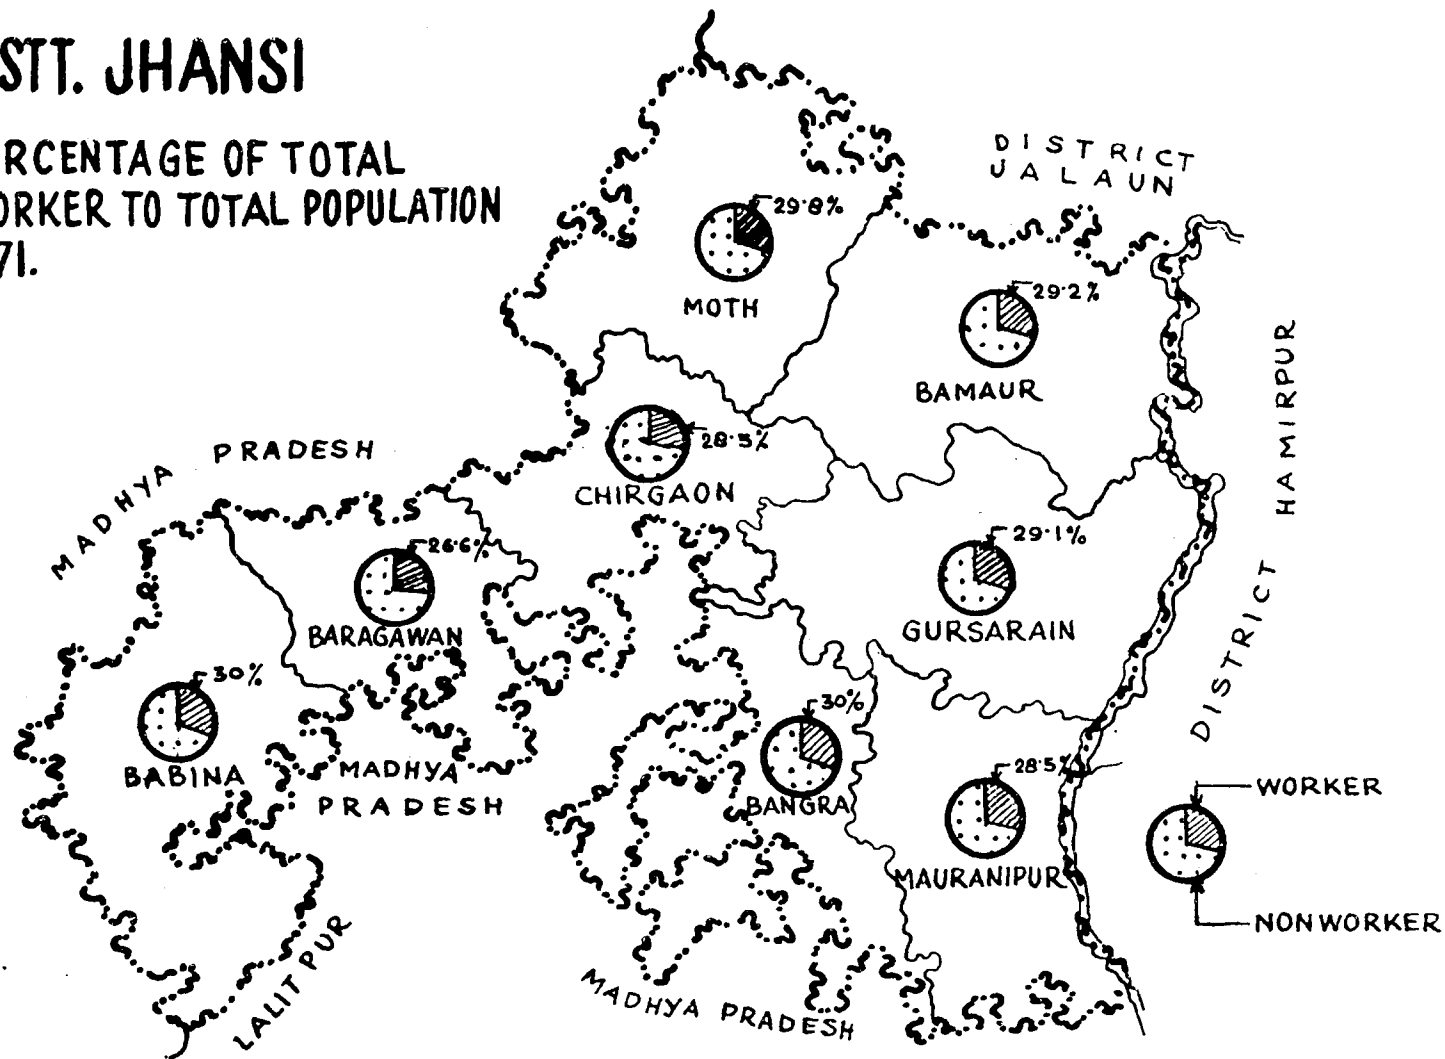 STT. JHANSI
RCENTAGE OF TOTAL
ORKER TO TOTAL POPULATION
71.
DISTRICT
JALAUN
29.8%
MOTH
29.2%
BAMAUR
DISTRICT HAMIRPUR
MADHYA PRADESH
28.5%
CHIRGAON
26.6%
BARAGAWAN
29.1%
GURSARAIN
30%
BABINA
MADHYA
PRADESH
30%
BANGRA
28.5%
MAURANIPUR
WORKER
NONWORKER
LALITPUR
MADHYA PRADESH